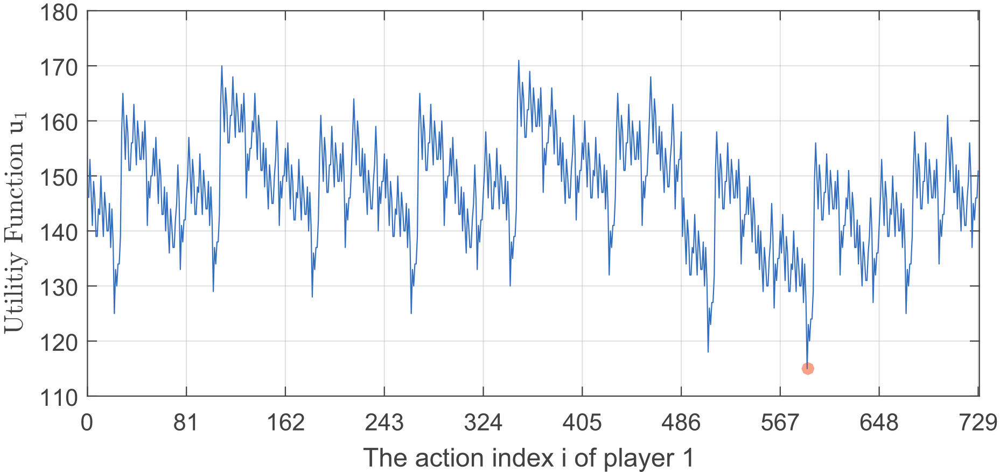 Utilitiy Function u₁
180
170
160
150
140
130
120
110
0 81 162 243 324 405 486 567 648 729
The action index i of player 1